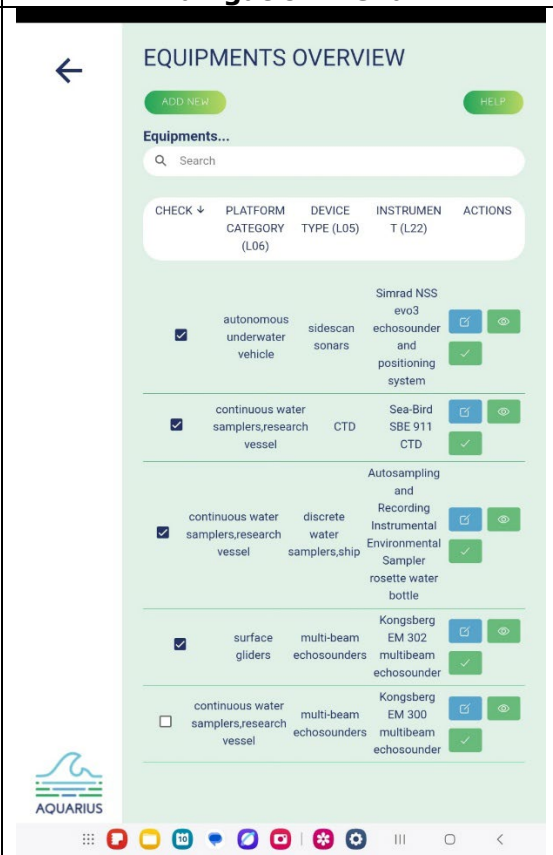 EQUIPMENTS OVERVIEW
ADD NEW
HELP
Equipments...
Search
CHECK ↓
PLATFORM
CATEGORY
(L06)
DEVICE
TYPE (L05)
INSTRUMEN
T (L22)
ACTIONS
autonomous
underwater
vehicle
sidescan
sonars
Simrad NSS
evo3
echosounder
and
positioning
system
continuous water
samplers,research
vessel
CTD
Sea-Bird
SBE 911
CTD
continuous water
samplers,research
vessel
discrete
water
samplers,ship
Autosampling
and
Recording
Instrumental
Environmental
Sampler
rosette water
bottle
surface
gliders
multi-beam
echosounders
Kongsberg
EM 302
multibeam
echosounder
continuous water
samplers,research
vessel
multi-beam
echosounders
Kongsberg
EM 300
multibeam
echosounder
AQUARIUS
10